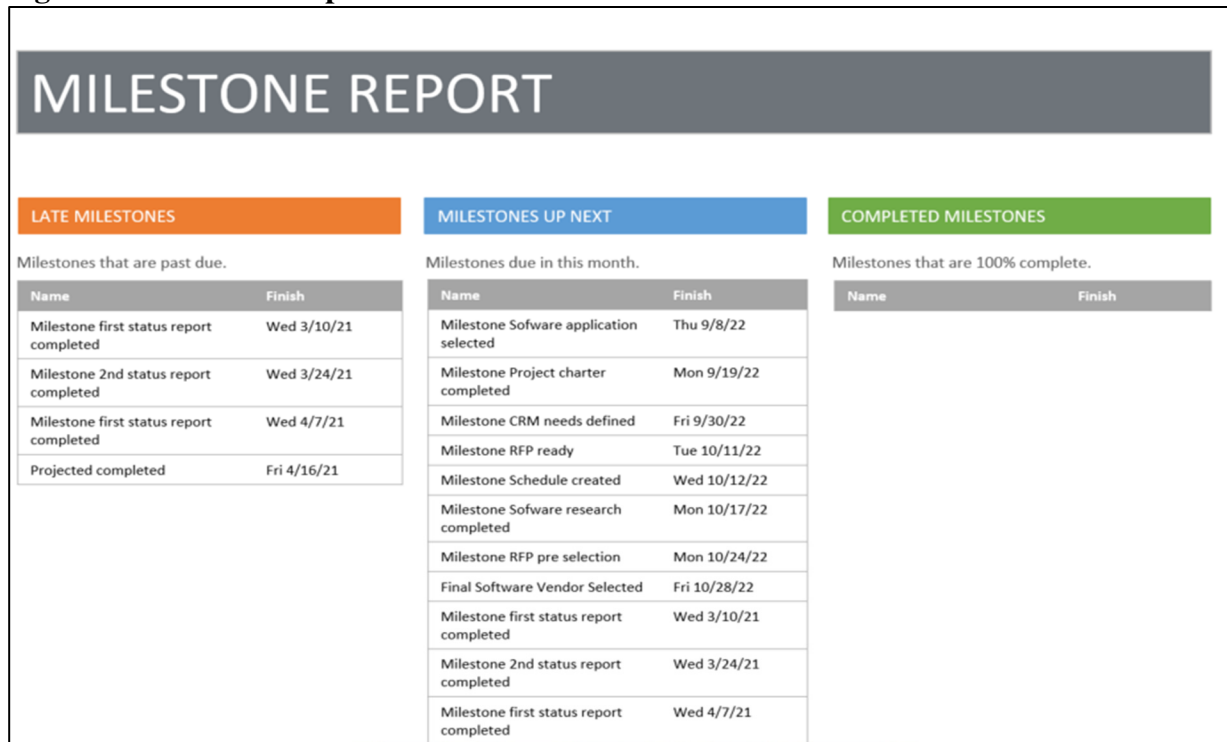 MILESTONE REPORT
LATE MILESTONES
Milestones that are past due.
Name Finish
Milestone first status report Wed 3/10/21
completed
Milestone 2nd status report Wed 3/24/21
completed
Milestone first status report Wed 4/7/21
completed
Projected completed Fri 4/16/21
MILESTONES UP NEXT
Milestones due in this month.
Name Finish
Milestone Sofware application Thu 9/8/22
selected
Milestone Project charter Mon 9/19/22
completed
Milestone CRM needs defined Fri 9/30/22
Milestone RFP ready Tue 10/11/22
Milestone Schedule created Wed 10/12/22
Milestone Sofware research Mon 10/17/22
completed
Milestone RFP pre selection Mon 10/24/22
Final Software Vendor Selected Fri 10/28/22
Milestone first status report Wed 3/10/21
completed
Milestone 2nd status report Wed 3/24/21
completed
Milestone first status report Wed 4/7/21
completed
COMPLETED MILESTONES
Milestones that are 100% complete.
Name Finish